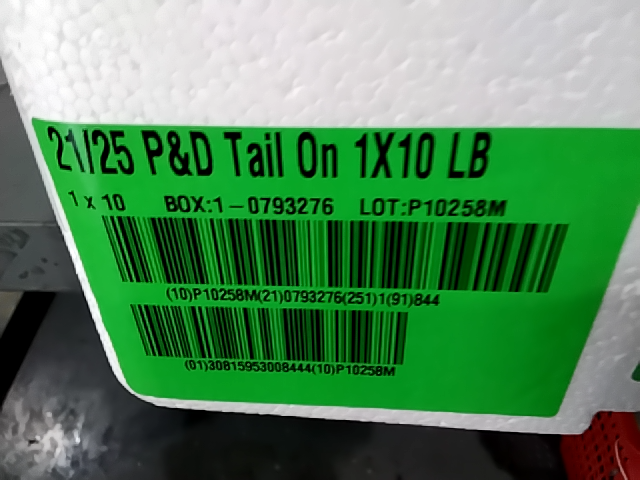 21/25 P&D Tail On 1X10 LB
1 x 10 BOX:1-0793276 LOT:P10258M
(10)P10258M(21)0793276(251)1(91)844
(01)30815953008444(10)P10258M